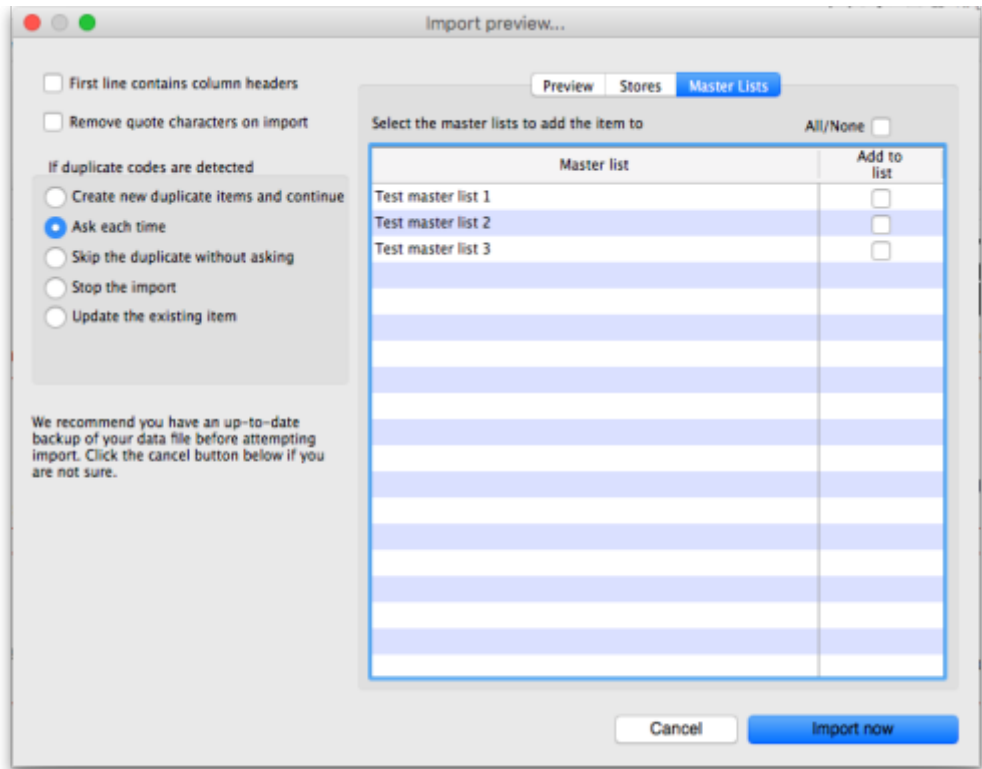 Import preview...
First line contains column headers
Remove quote characters on import
If duplicate codes are detected
Create new duplicate items and continue
Ask each time
Skip the duplicate without asking
Stop the import
Update the existing item
We recommend you have an up-to-date
backup of your data file before attempting
import. Click the cancel button below if you
are not sure.
Preview Stores Master Lists
Select the master lists to add the item to All/None
Master list Add to
list
Test master list 1
Test master list 2
Test master list 3
Cancel Import now